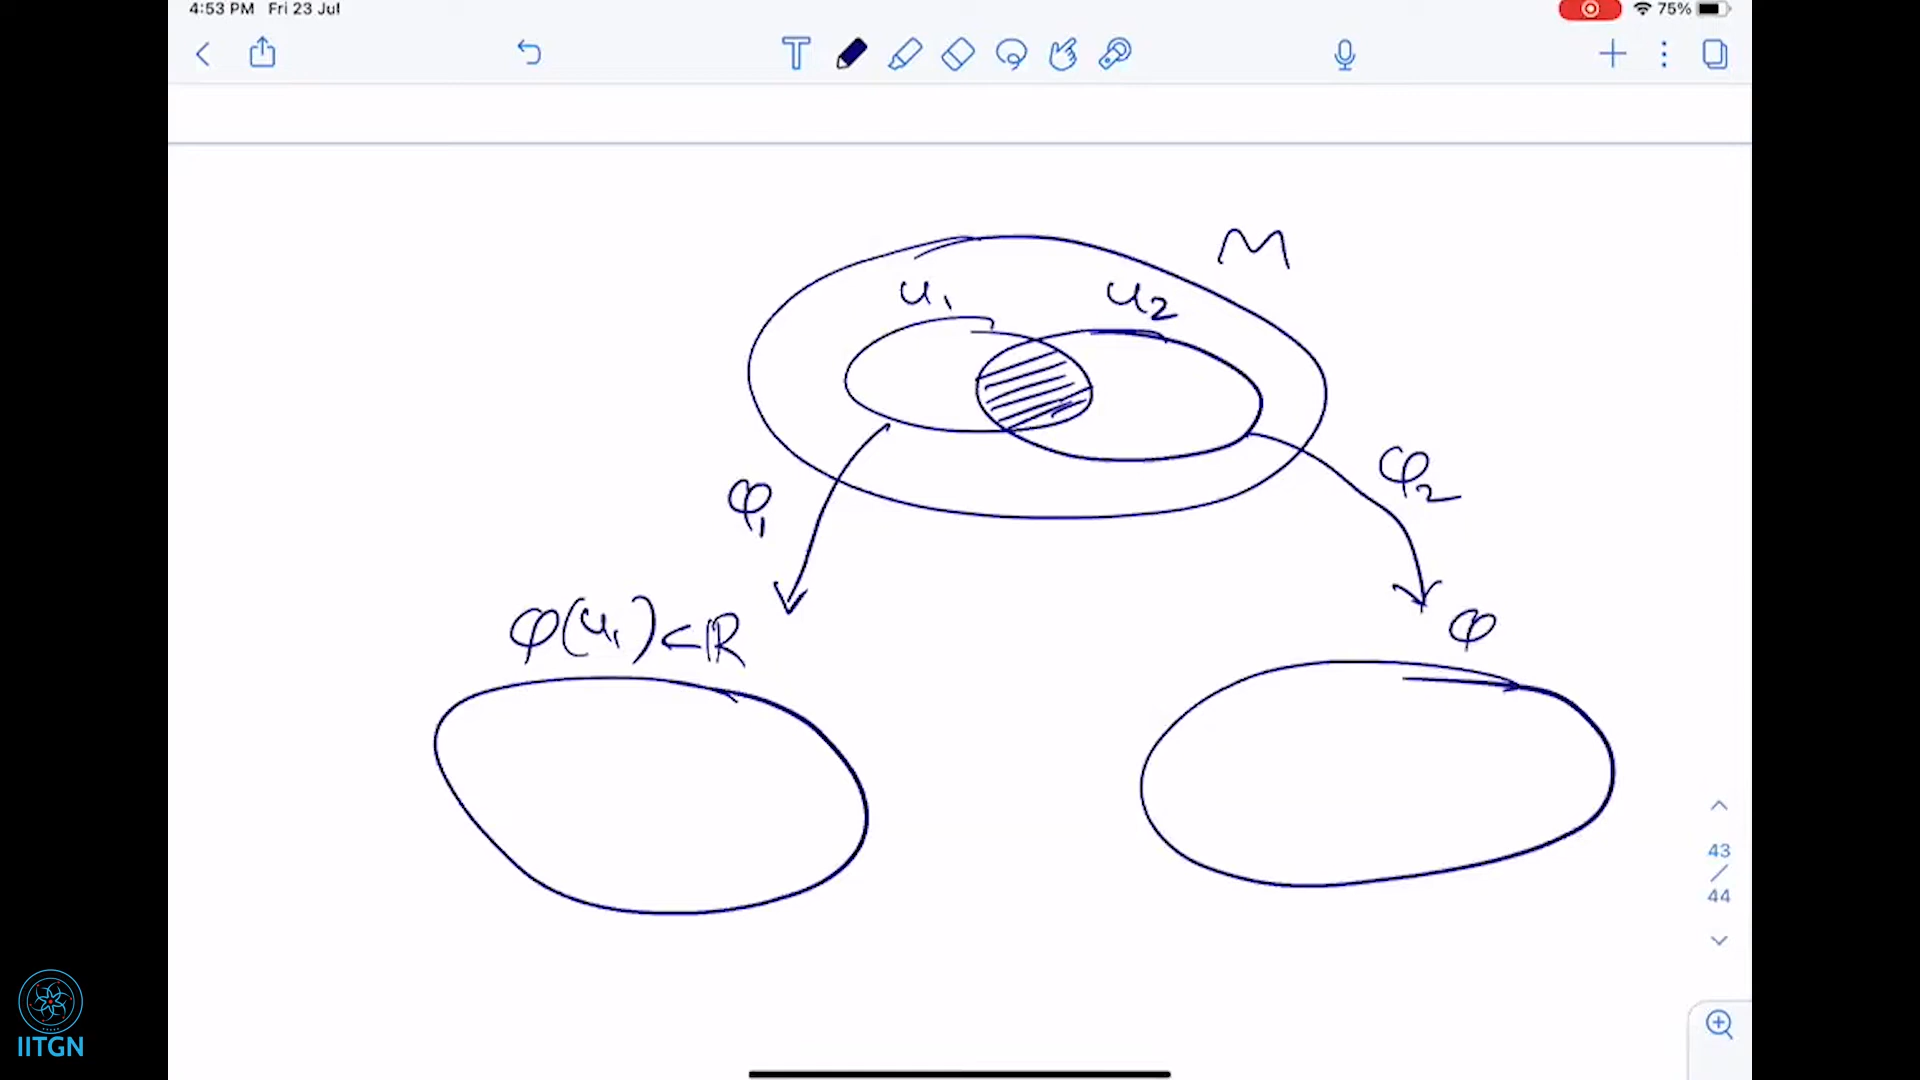 4:53 PM Fri 23 Jul
75%
M
u₁ u₂
φ₁ φ₂
φ(u₁)⊂ℝ φ
43
/
44
IITGN